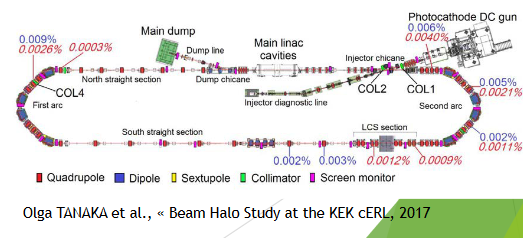 Photocathode DC gun
Main dump
0.006%
0.0040%
0.009%
0.0026%
0.0003%
Dump line
Main linac
cavities
Injector chicane
North straight section
Dump chicane
COL4
COL2
COL1
Injector diagnostic line
First arc
Second arc
0.005%
0.0021%
South straight section
LCS section
0.002%
0.0011%
0.002%
0.003%
0.0012%
0.0009%
Quadrupole
Dipole
Sextupole
Collimator
Screen monitor
Olga TANAKA et al., « Beam Halo Study at the KEK cERL, 2017